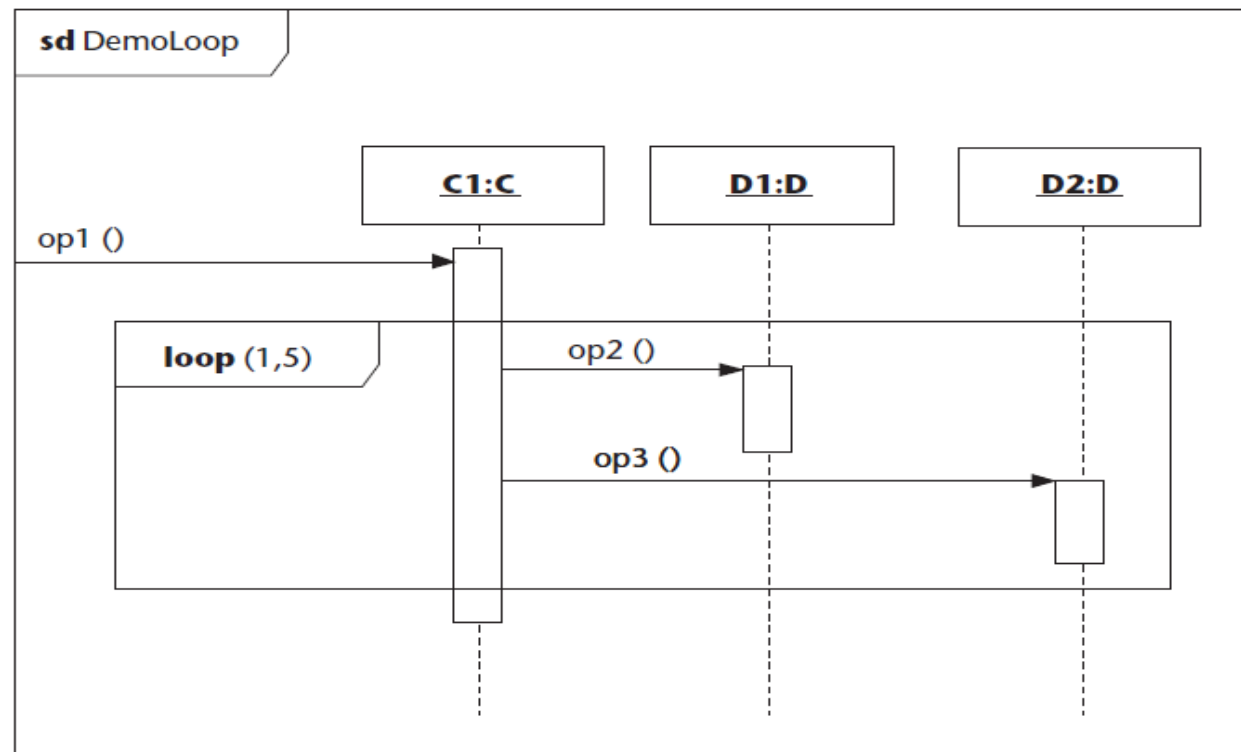 sd DemoLoop
C1:C
D1:D
D2:D
op1 ()
loop (1,5)
op2 ()
op3 ()